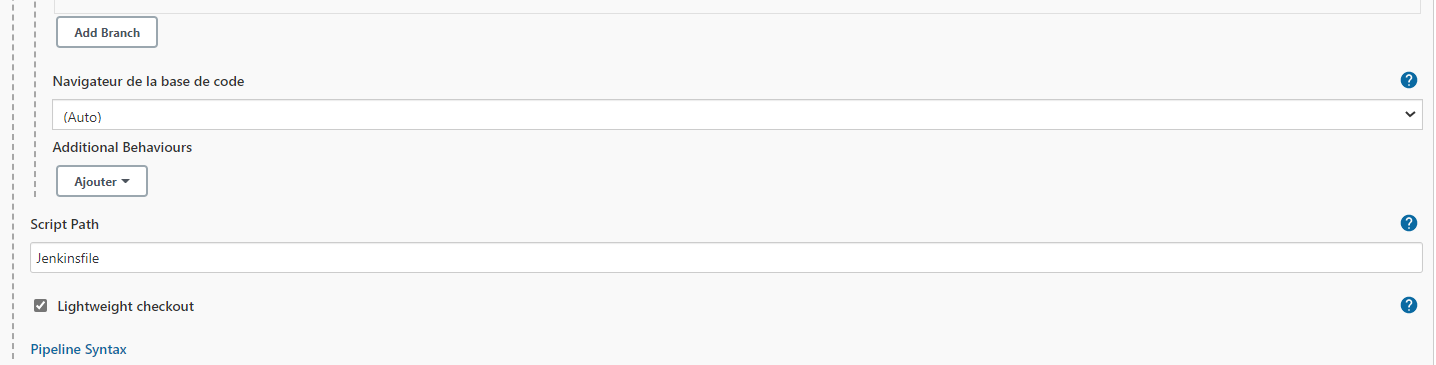 Add Branch
Navigateur de la base de code
?
(Auto)
Additional Behaviours
Ajouter
Script Path
?
Jenkinsfile
Lightweight checkout
?
Pipeline Syntax